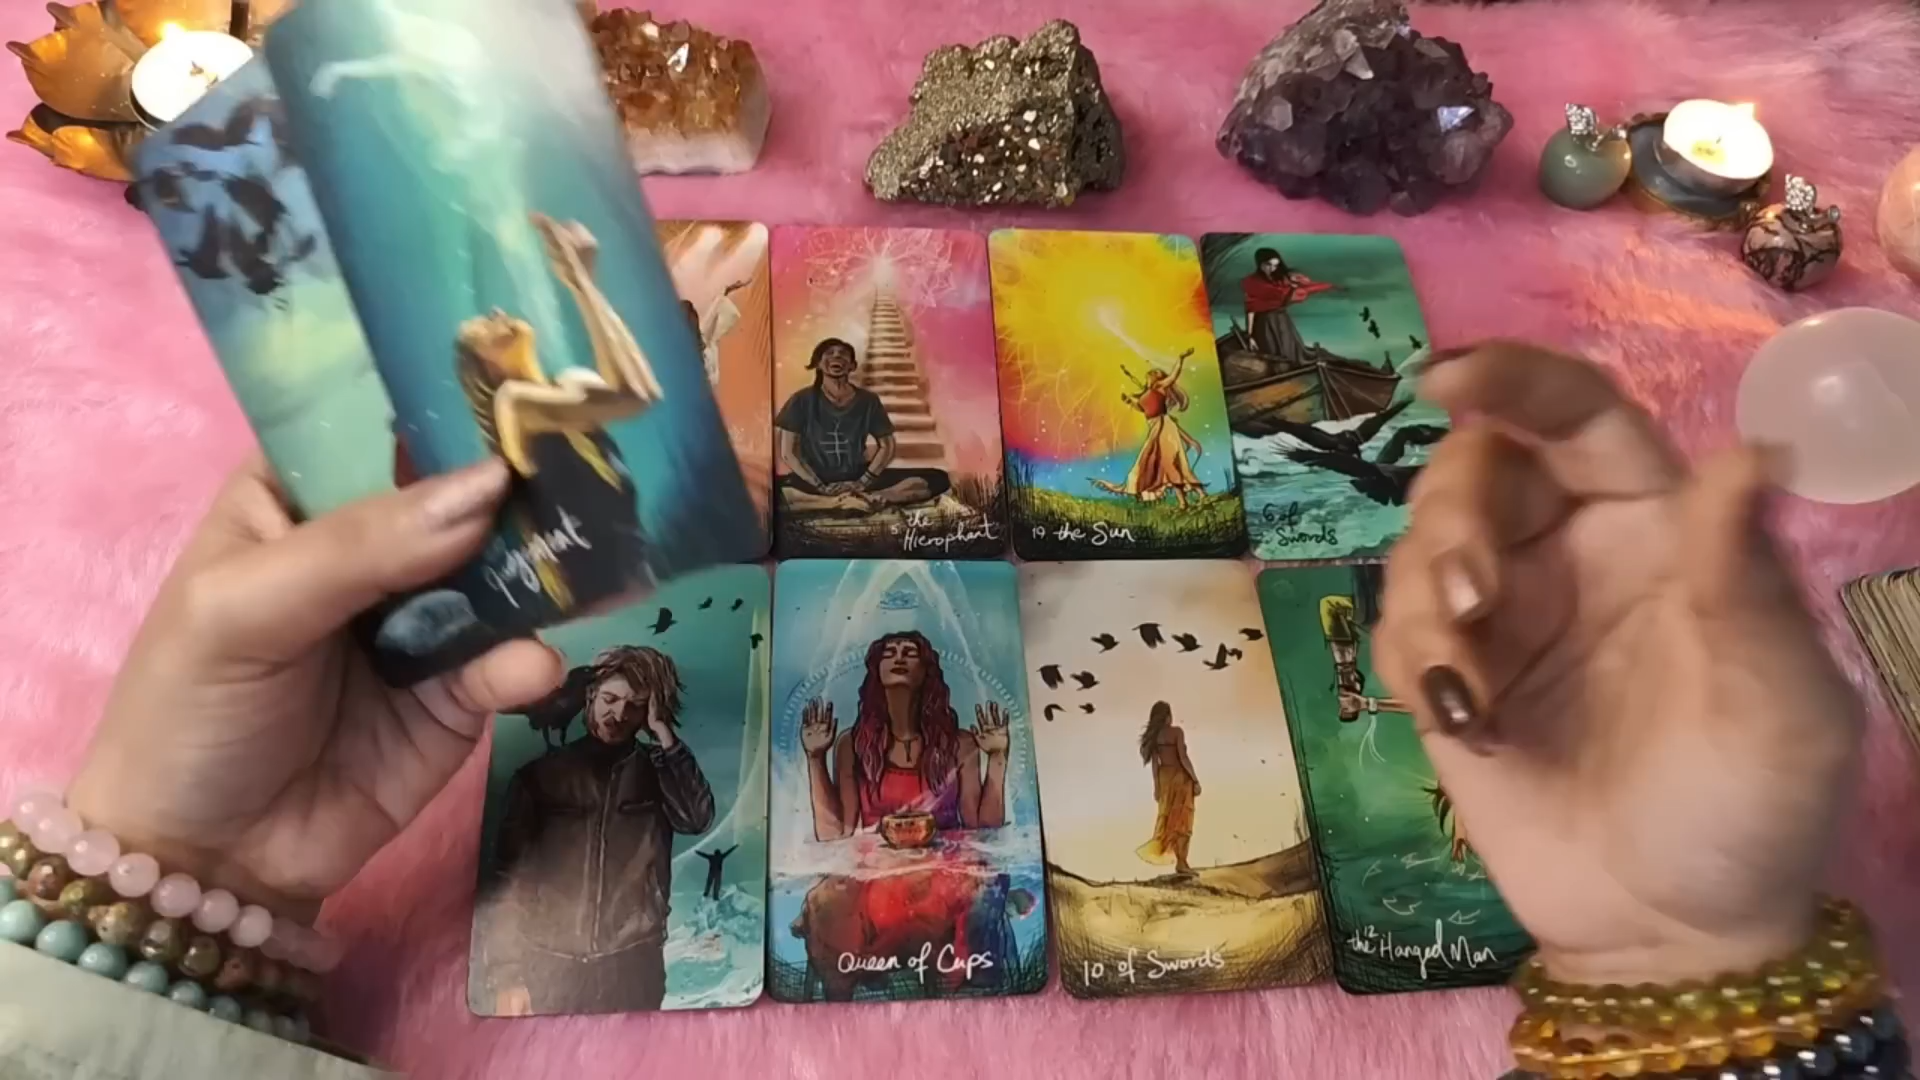 Judgment
5 the
Hierophant
19 the Sun
6 of
Swords
Queen of Cups
10 of Swords
the 12 Hanged Man